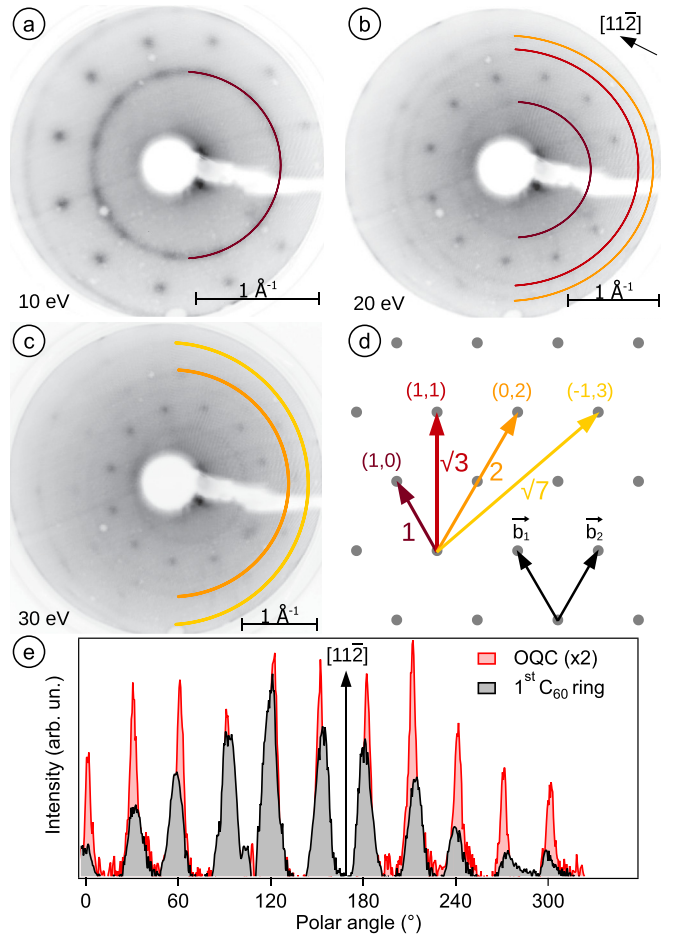 a
10 eV
1 Å⁻¹
b
[112̅]
20 eV
1 Å⁻¹
c
30 eV
1 Å⁻¹
d
(1,1)
(0,2)
(-1,3)
(1,0)
√3
2
√7
1
b⃗₁
b⃗₂
e
[112̅]
OQC (x2)
1ˢᵗ C₆₀ ring
Intensity (arb. un.)
0
60
120
180
240
300
Polar angle (°)